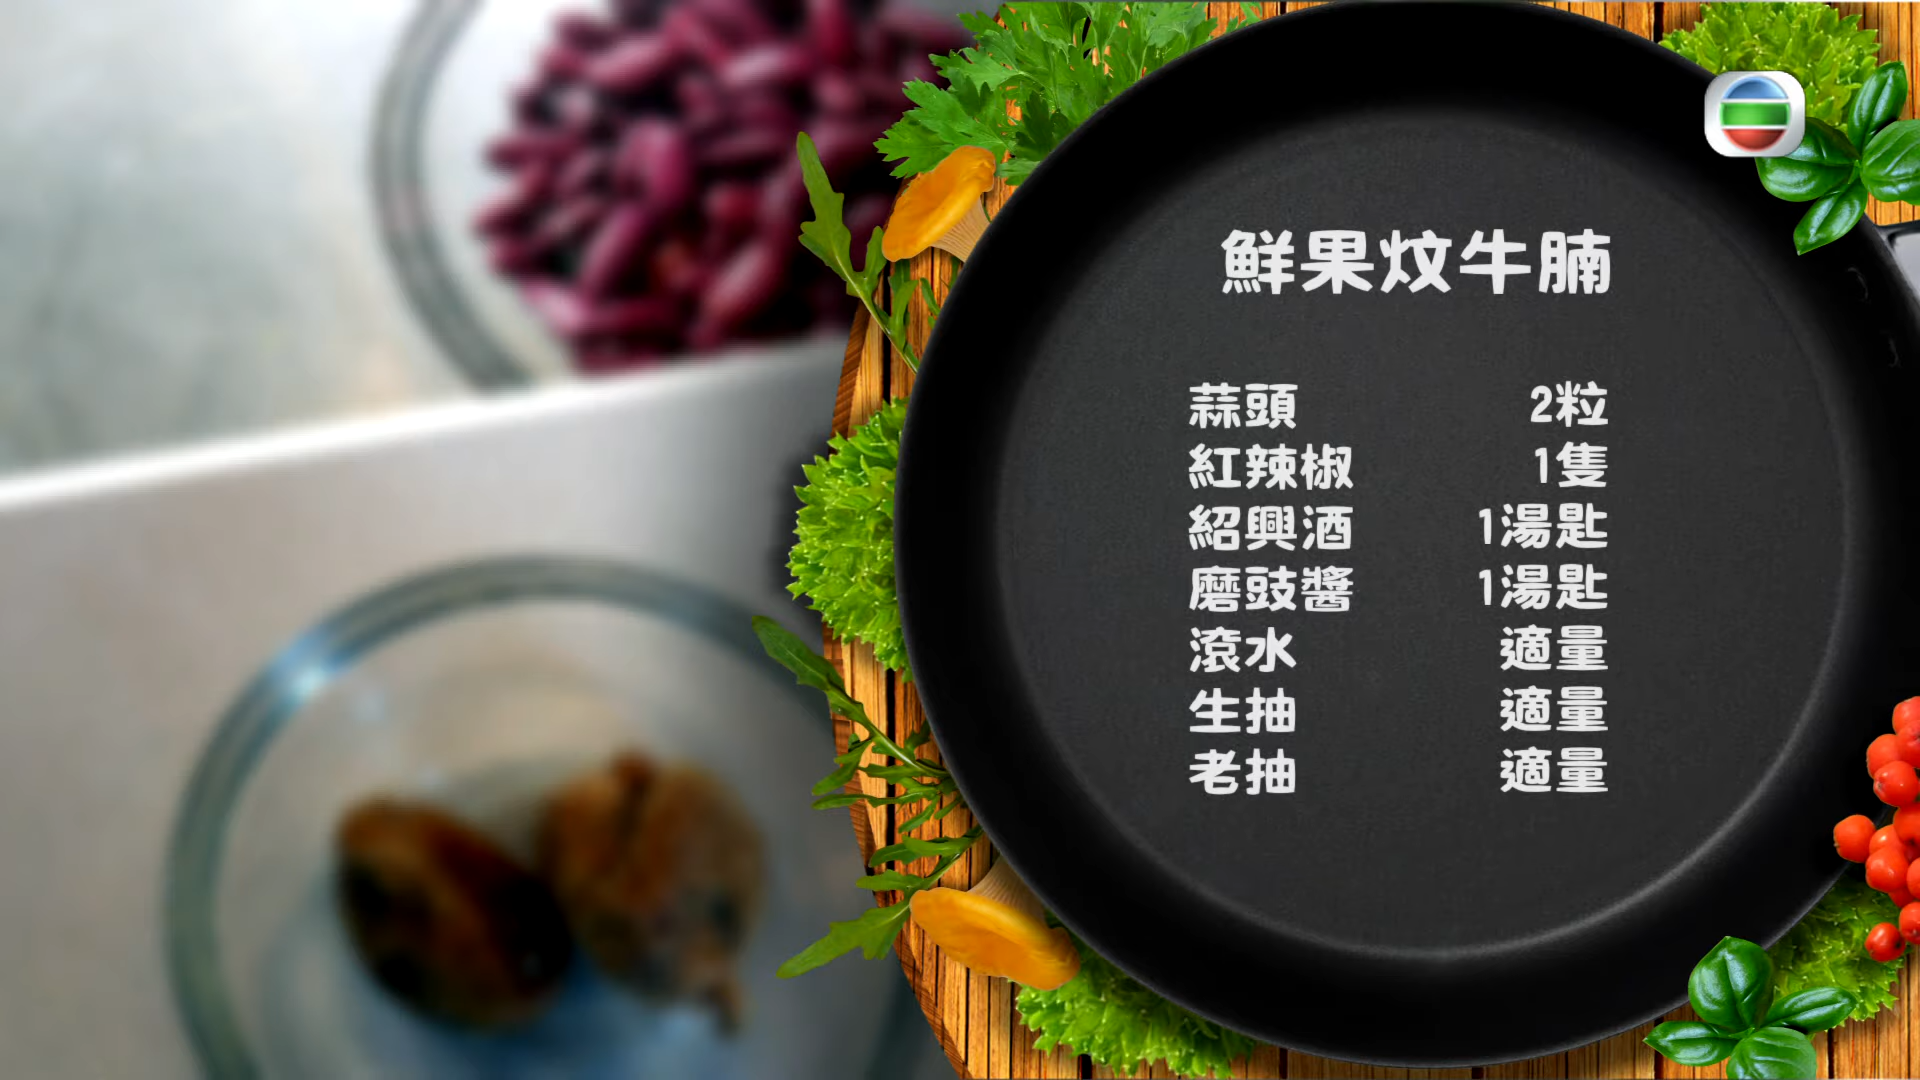 鮮果炆牛腩
蒜頭 2粒
紅辣椒 1隻
紹興酒 1湯匙
磨豉醬 1湯匙
滾水 適量
生抽 適量
老抽 適量